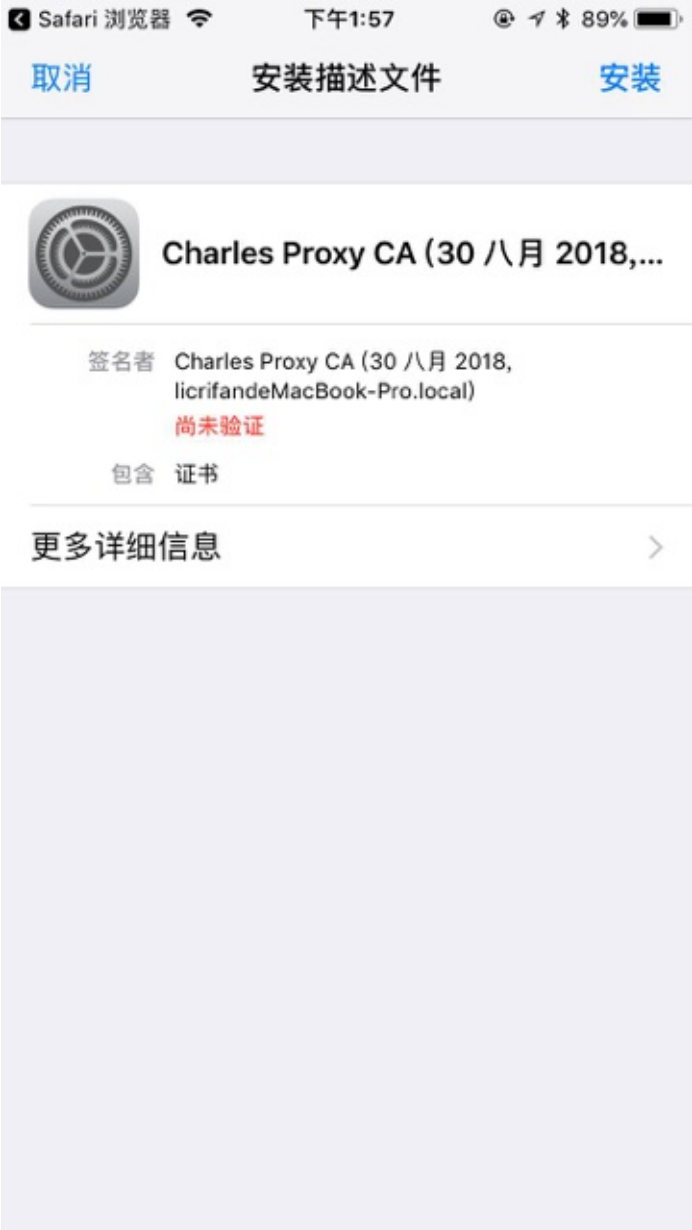 Safari 浏览器 下午1:57 89%
取消 安装描述文件 安装
Charles Proxy CA (30 八月 2018,...
签名者 Charles Proxy CA (30 八月 2018,
licrifandeMacBook-Pro.local)
尚未验证
包含 证书
更多详细信息